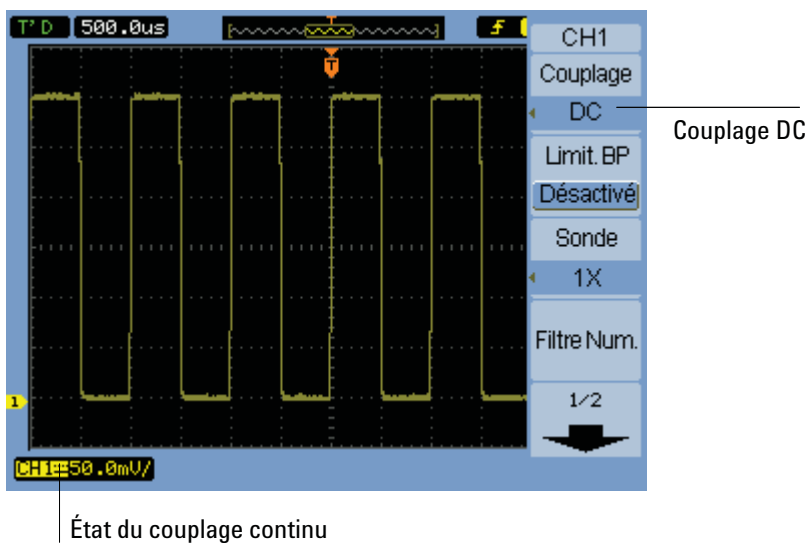 T'D 500.0us
T
CH1
Couplage
DC
Couplage DC
Limit. BP
Désactivé
Sonde
1X
Filtre Num.
1/2
1
CH1 50.0mV/
État du couplage continu